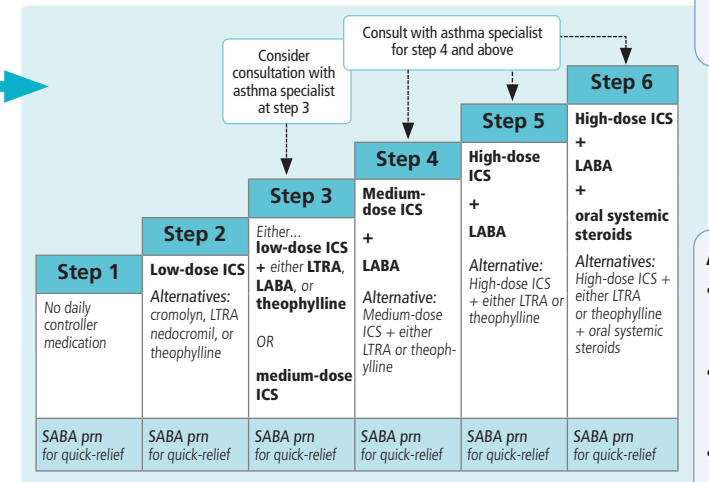 Consider
consultation with
asthma specialist
at step 3
Consult with asthma specialist
for step 4 and above
Step 1
No daily
controller
medication
SABA prn
for quick-relief
Step 2
Low-dose ICS
Alternatives:
cromolyn, LTRA
nedocromil, or
theophylline
SABA prn
for quick-relief
Step 3
Either...
low-dose ICS
+ either LTRA,
LABA, or
theophylline
OR
medium-dose
ICS
SABA prn
for quick-relief
Step 4
Medium-
dose ICS
+
LABA
Alternative:
Medium-dose
ICS + either
LTRA or theoph-
ylline
SABA prn
for quick-relief
Step 5
High-dose
ICS
+
LABA
Alternative:
High-dose ICS
+ either LTRA or
theophylline
SABA prn
for quick-relief
Step 6
High-dose ICS
+
LABA
+
oral systemic
steroids
Alternatives:
High-dose ICS +
either LTRA
or theophylline
+ oral systemic
steroids
SABA prn
for quick-relief